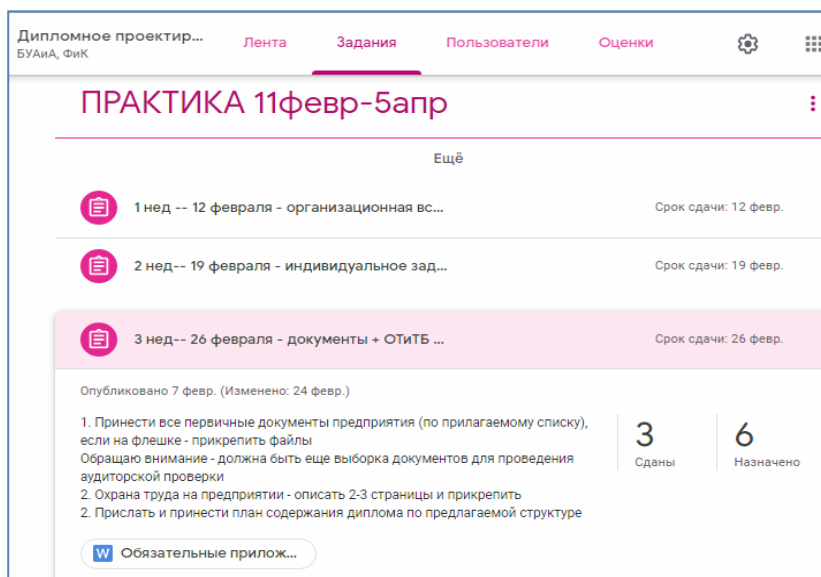 Дипломное проектир...
БУАиА, ФиК
Лента
Задания
Пользователи
Оценки
ПРАКТИКА 11февр-5апр
Ещё
1 нед -- 12 февраля - организационная вс...
Срок сдачи: 12 февр.
2 нед-- 19 февраля - индивидуальное зад...
Срок сдачи: 19 февр.
3 нед-- 26 февраля - документы + ОТиТБ ...
Срок сдачи: 26 февр.
Опубликовано 7 февр. (Изменено: 24 февр.)
1. Принести все первичные документы предприятия (по прилагаемому списку),
если на флешке - прикрепить файлы
Обращаю внимание - должна быть еще выборка документов для проведения
аудиторской проверки
2. Охрана труда на предприятии - описать 2-3 страницы и прикрепить
2. Прислать и принести план содержания диплома по предлагаемой структуре
3
Сданы
6
Назначено
W Обязательные прилож...